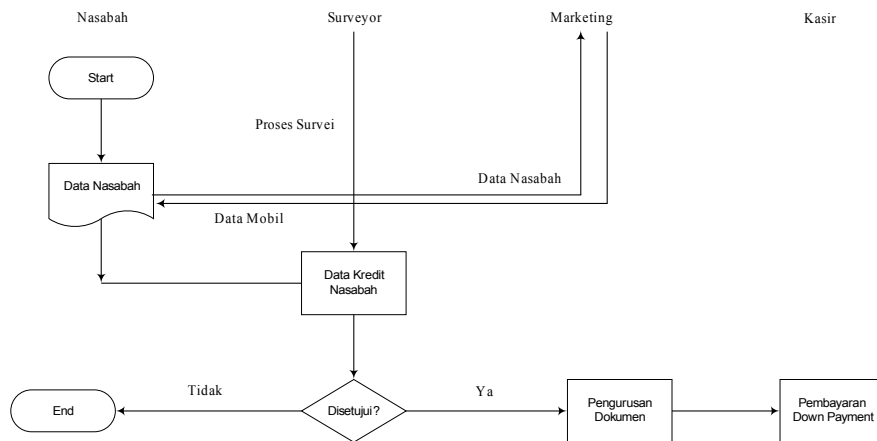 Nasabah
Surveyor
Marketing
Kasir
Start
Proses Survei
Data Nasabah
Data Nasabah
Data Mobil
Data Kredit
Nasabah
Tidak
Ya
End
Disetujui?
Pengurusan
Dokumen
Pembayaran
Down Payment